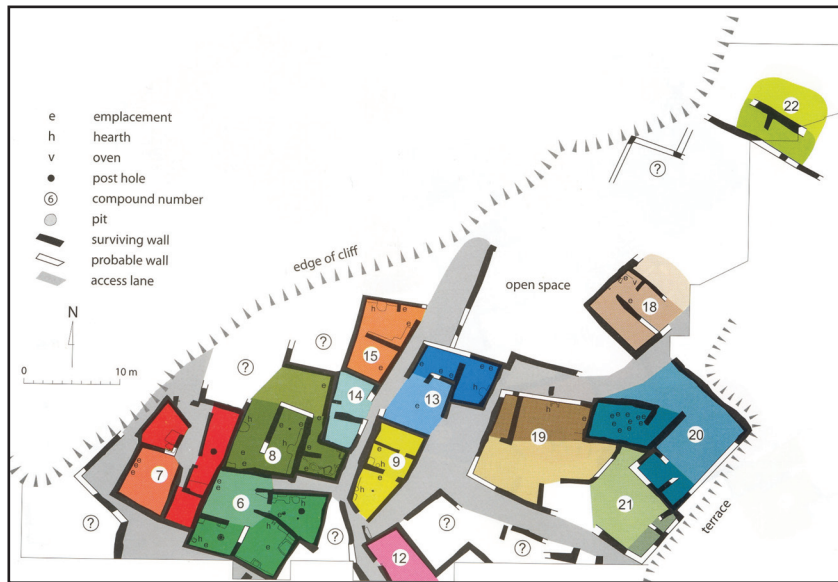 e emplacement
h hearth
v oven
● post hole
⑥ compound number
pit
surviving wall
probable wall
access lane
N
0 10 m
edge of cliff
open space
terrace
22
?
18
?
?
15
14
13
19
20
8
9
7
6
21
?
?
?
?
12